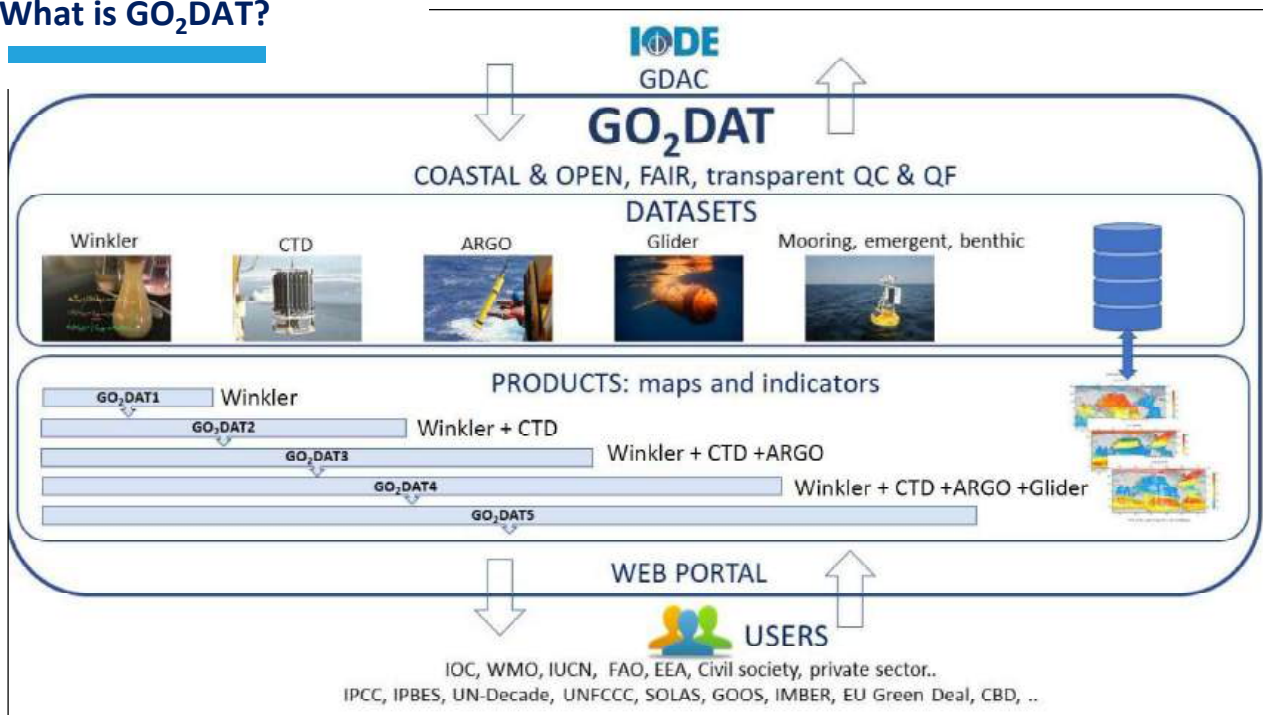 What is GO₂DAT?
IODE
GDAC
GO₂DAT
COASTAL & OPEN, FAIR, transparent QC & QF
DATASETS
Winkler
CTD
ARGO
Glider
Mooring, emergent, benthic
PRODUCTS: maps and indicators
GO₂DAT1
Winkler
GO₂DAT2
Winkler + CTD
GO₂DAT3
Winkler + CTD +ARGO
GO₂DAT4
Winkler + CTD +ARGO +Glider
GO₂DAT5
WEB PORTAL
USERS
IOC, WMO, IUCN, FAO, EEA, Civil society, private sector..
IPCC, IPBES, UN-Decade, UNFCCC, SOLAS, GOOS, IMBER, EU Green Deal, CBD, ..